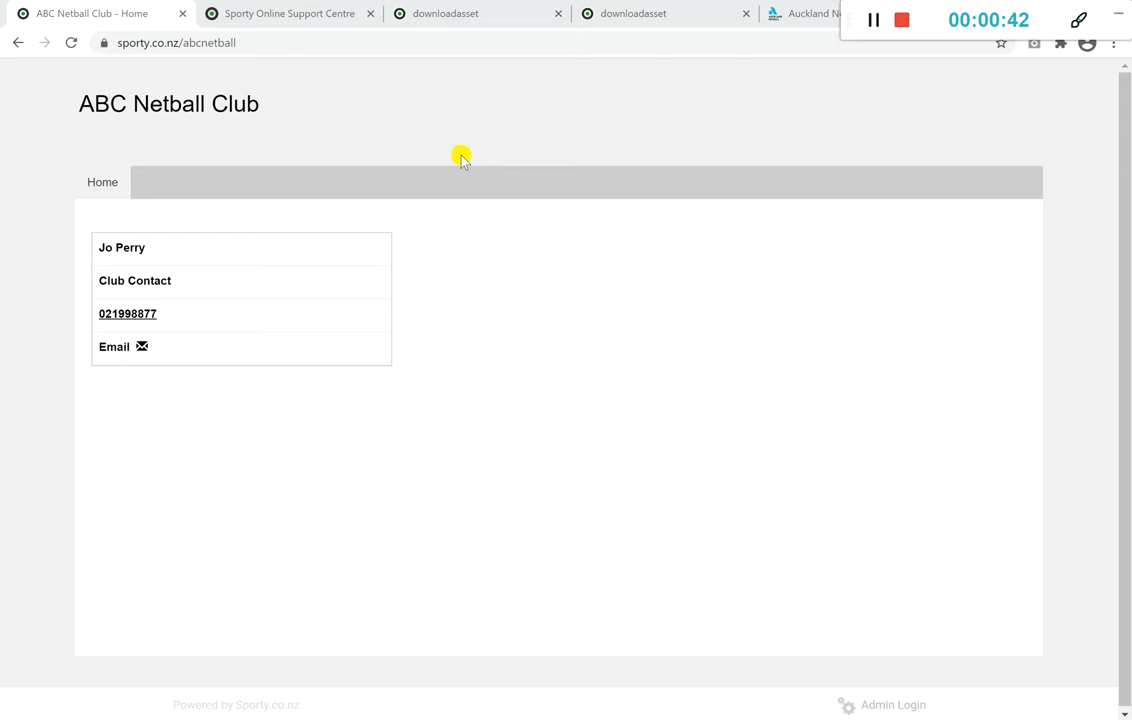 ABC Netball Club - Home
Sporty Online Support Centre
downloadasset
downloadasset
Auckland
00:00:42
sporty.co.nz/abcnetball
ABC Netball Club
Home
Jo Perry
Club Contact
021998877
Email
Powered by Sporty.co.nz
Admin Login